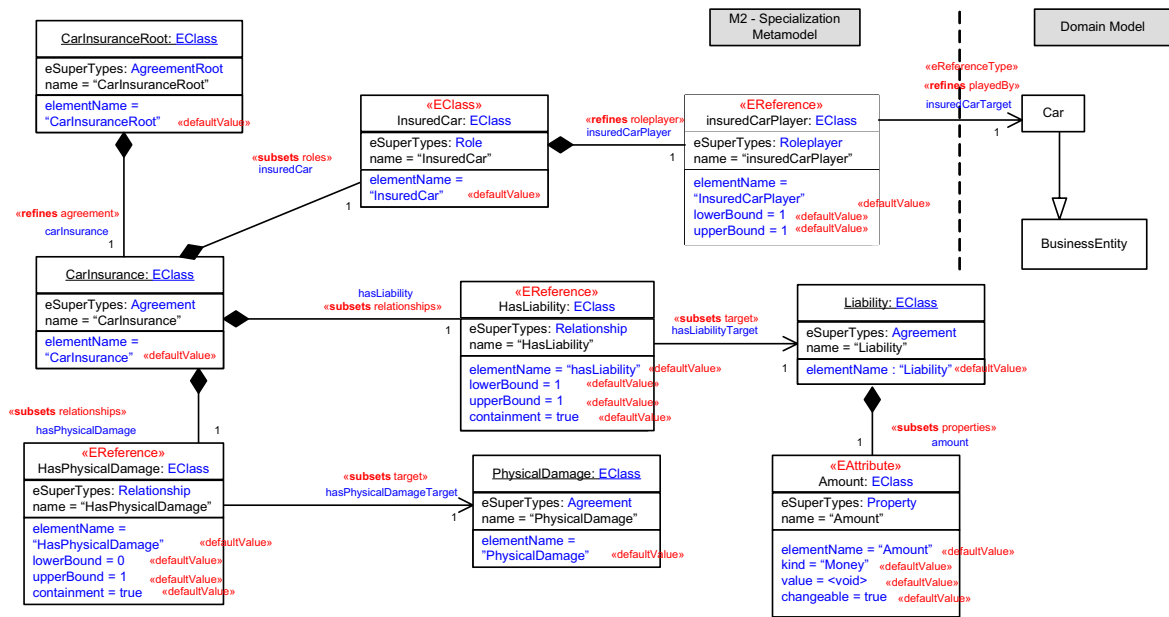 M2 - Specialization
Metamodel
Domain Model
CarInsuranceRoot: EClass
eSuperTypes: AgreementRoot
name = “CarInsuranceRoot”
elementName =
“CarInsuranceRoot” «defaultValue»
«refines agreement»
carInsurance
1
«subsets roles»
insuredCar
1
«EClass»
InsuredCar: EClass
eSuperTypes: Role
name = “InsuredCar”
elementName =
“InsuredCar” «defaultValue»
«refines roleplayer»
insuredCarPlayer
1
«EReference»
insuredCarPlayer: EClass
eSuperTypes: Roleplayer
name = “insuredCarPlayer”
elementName =
“InsuredCarPlayer” «defaultValue»
lowerBound = 1 «defaultValue»
upperBound = 1 «defaultValue»
«eReferenceType»
«refines playedBy»
insuredCarTarget
1
Car
BusinessEntity
CarInsurance: EClass
eSuperTypes: Agreement
name = “CarInsurance”
elementName =
“CarInsurance” «defaultValue»
hasLiability
«subsets relationships»
1
«EReference»
HasLiability: EClass
eSuperTypes: Relationship
name = “HasLiability”
elementName = “hasLiability” «defaultValue»
lowerBound = 1 «defaultValue»
upperBound = 1 «defaultValue»
containment = true «defaultValue»
«subsets target»
hasLiabilityTarget
1
Liability: EClass
eSuperTypes: Agreement
name = “Liability”
elementName : “Liability” «defaultValue»
«subsets properties»
amount
1
«subsets relationships»
hasPhysicalDamage
1
«EReference»
HasPhysicalDamage: EClass
eSuperTypes: Relationship
name = “HasPhysicalDamage”
elementName =
“HasPhysicalDamage” «defaultValue»
lowerBound = 0 «defaultValue»
upperBound = 1 «defaultValue»
containment = true «defaultValue»
«subsets target»
hasPhysicalDamageTarget
1
PhysicalDamage: EClass
eSuperTypes: Agreement
name = “PhysicalDamage”
elementName =
”PhysicalDamage” «defaultValue»
«EAttribute»
Amount: EClass
eSuperTypes: Property
name = “Amount”
elementName = “Amount” «defaultValue»
kind = “Money” «defaultValue»
value = <void> «defaultValue»
changeable = true «defaultValue»